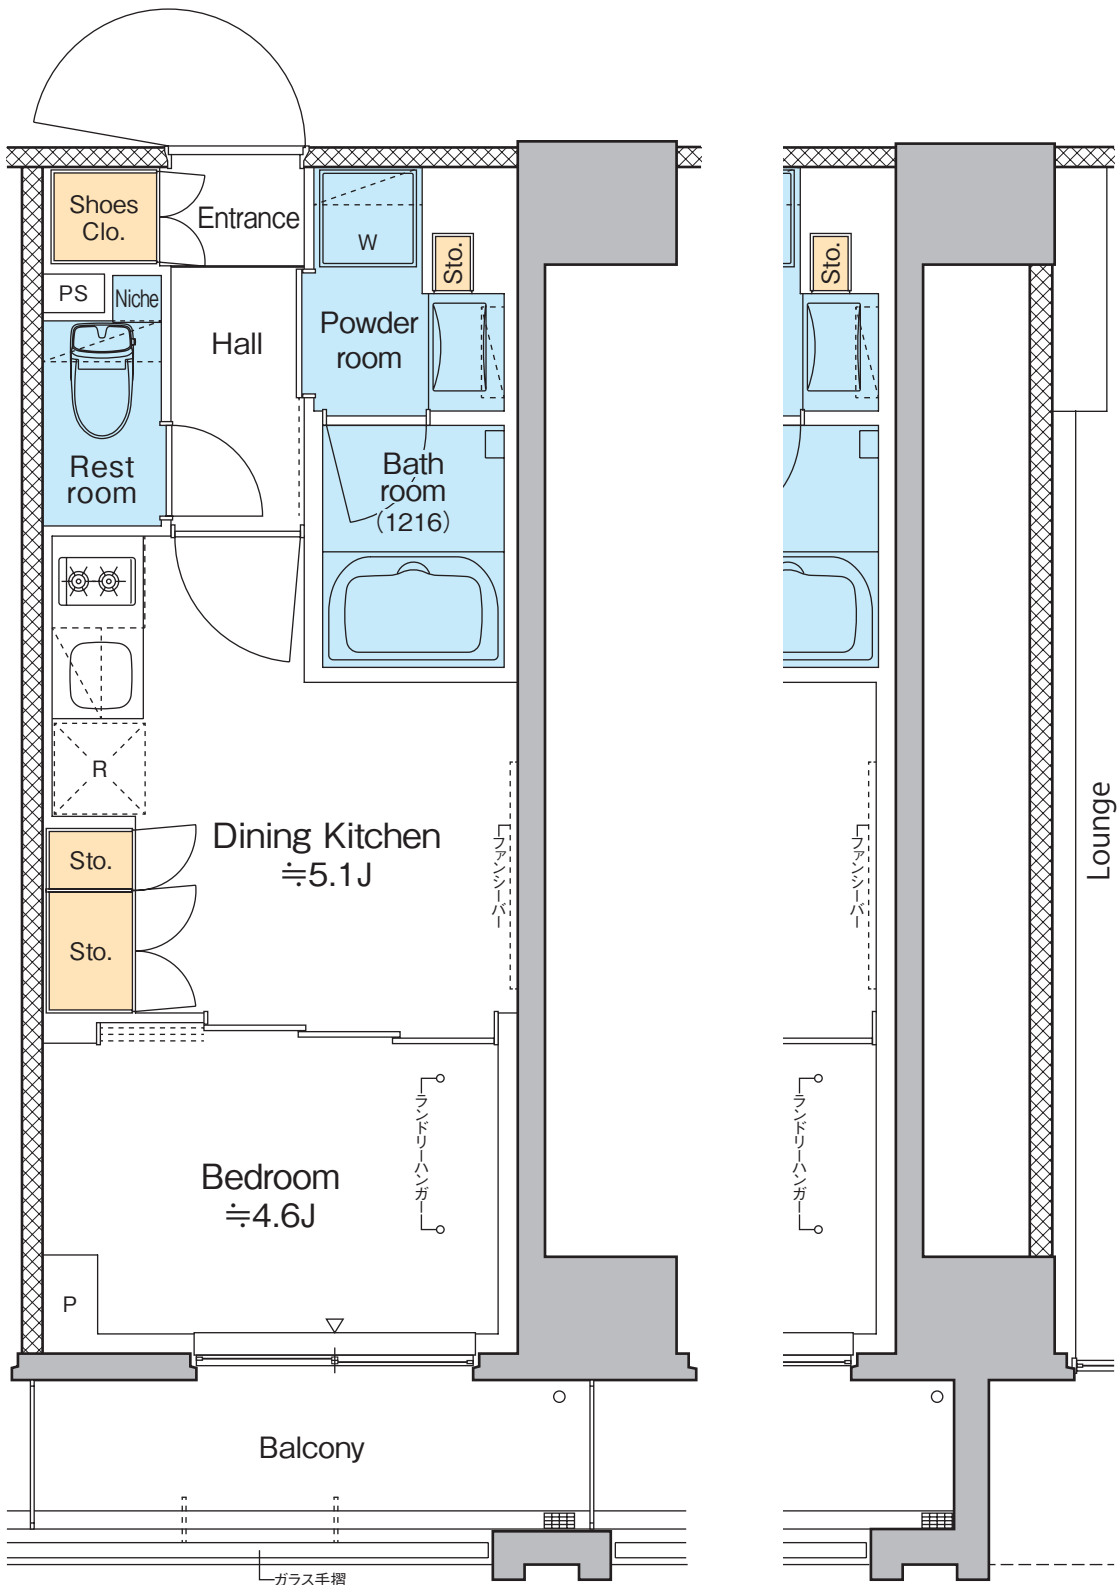 Shoes
Clo.
Entrance
W
Sto.
Sto.
PS
Niche
Hall
Powder
room
Rest
room
Bath
room
(1216)
R
Dining Kitchen
≒5.1J
Sto.
Sto.
ファンシーバー
ファンシーバー
Lounge
ランドリーハンガー
ランドリーハンガー
Bedroom
≒4.6J
P
Balcony
ガラス手摺